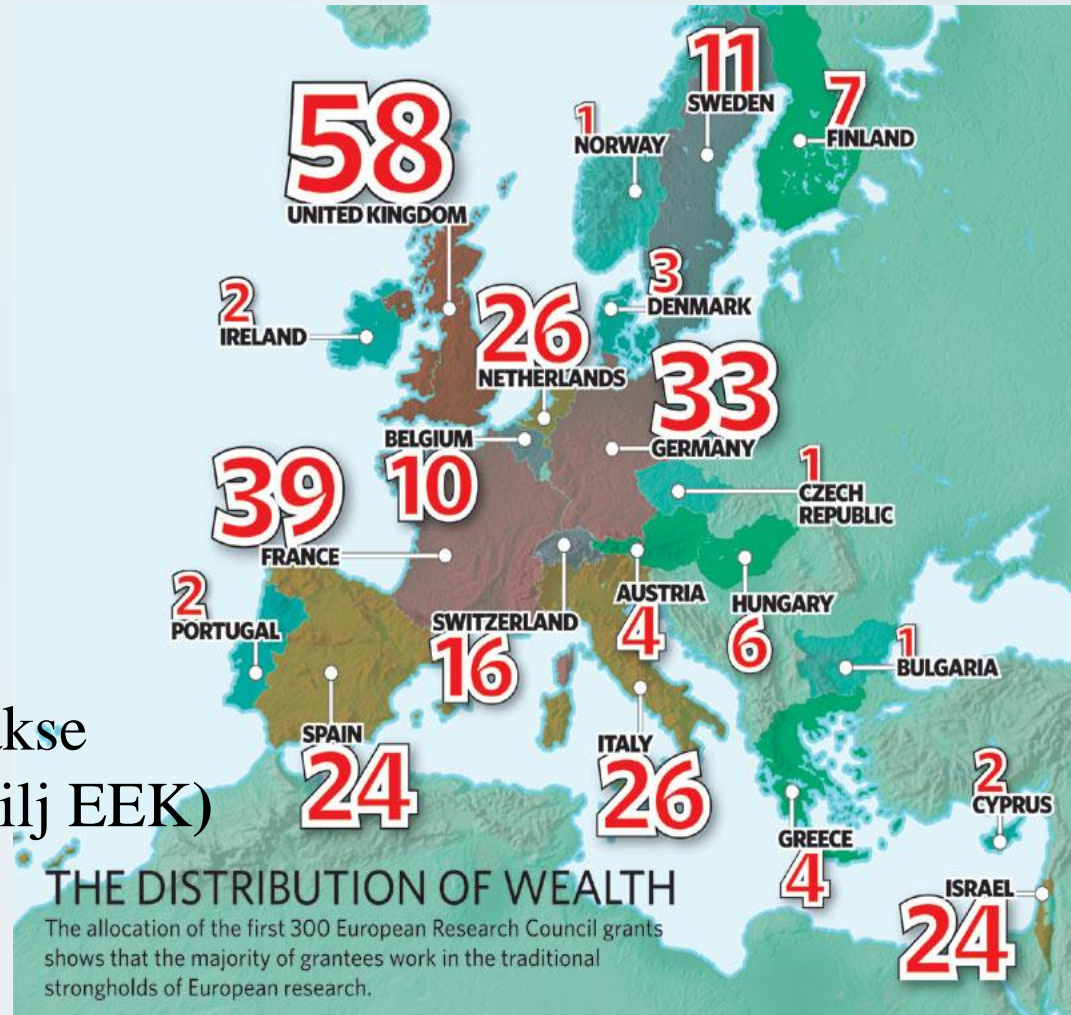 11
SWEDEN
7
FINLAND
1
NORWAY
58
UNITED KINGDOM
3
DENMARK
2
IRELAND
26
NETHERLANDS
33
GERMANY
BELGIUM
10
1
CZECH
REPUBLIC
39
FRANCE
AUSTRIA
4
HUNGARY
6
2
PORTUGAL
SWITZERLAND
16
1
BULGARIA
SPAIN
24
ITALY
26
2
CYPRUS
GREECE
4
ISRAEL
24
akse
ilj EEK)
THE DISTRIBUTION OF WEALTH
The allocation of the first 300 European Research Council grants
shows that the majority of grantees work in the traditional
strongholds of European research.